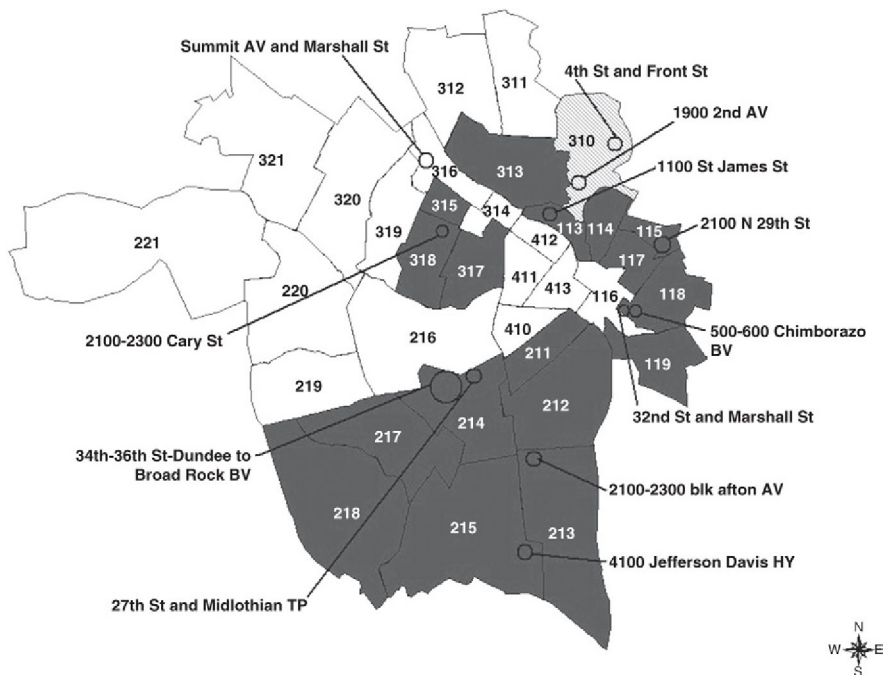 Summit AV and Marshall St
4th St and Front St
312
311
1900 2nd AV
310
321
316
313
1100 St James St
320
315
314
113
114
115
2100 N 29th St
319
412
117
221
318
317
411
413
116
118
220
2100-2300 Cary St
216
410
500-600 Chimborazo
BV
211
119
219
212
32nd St and Marshall St
34th-36th St-Dundee to
Broad Rock BV
217
214
2100-2300 blk afton AV
218
215
213
4100 Jefferson Davis HY
27th St and Midlothian TP
N
W E
S